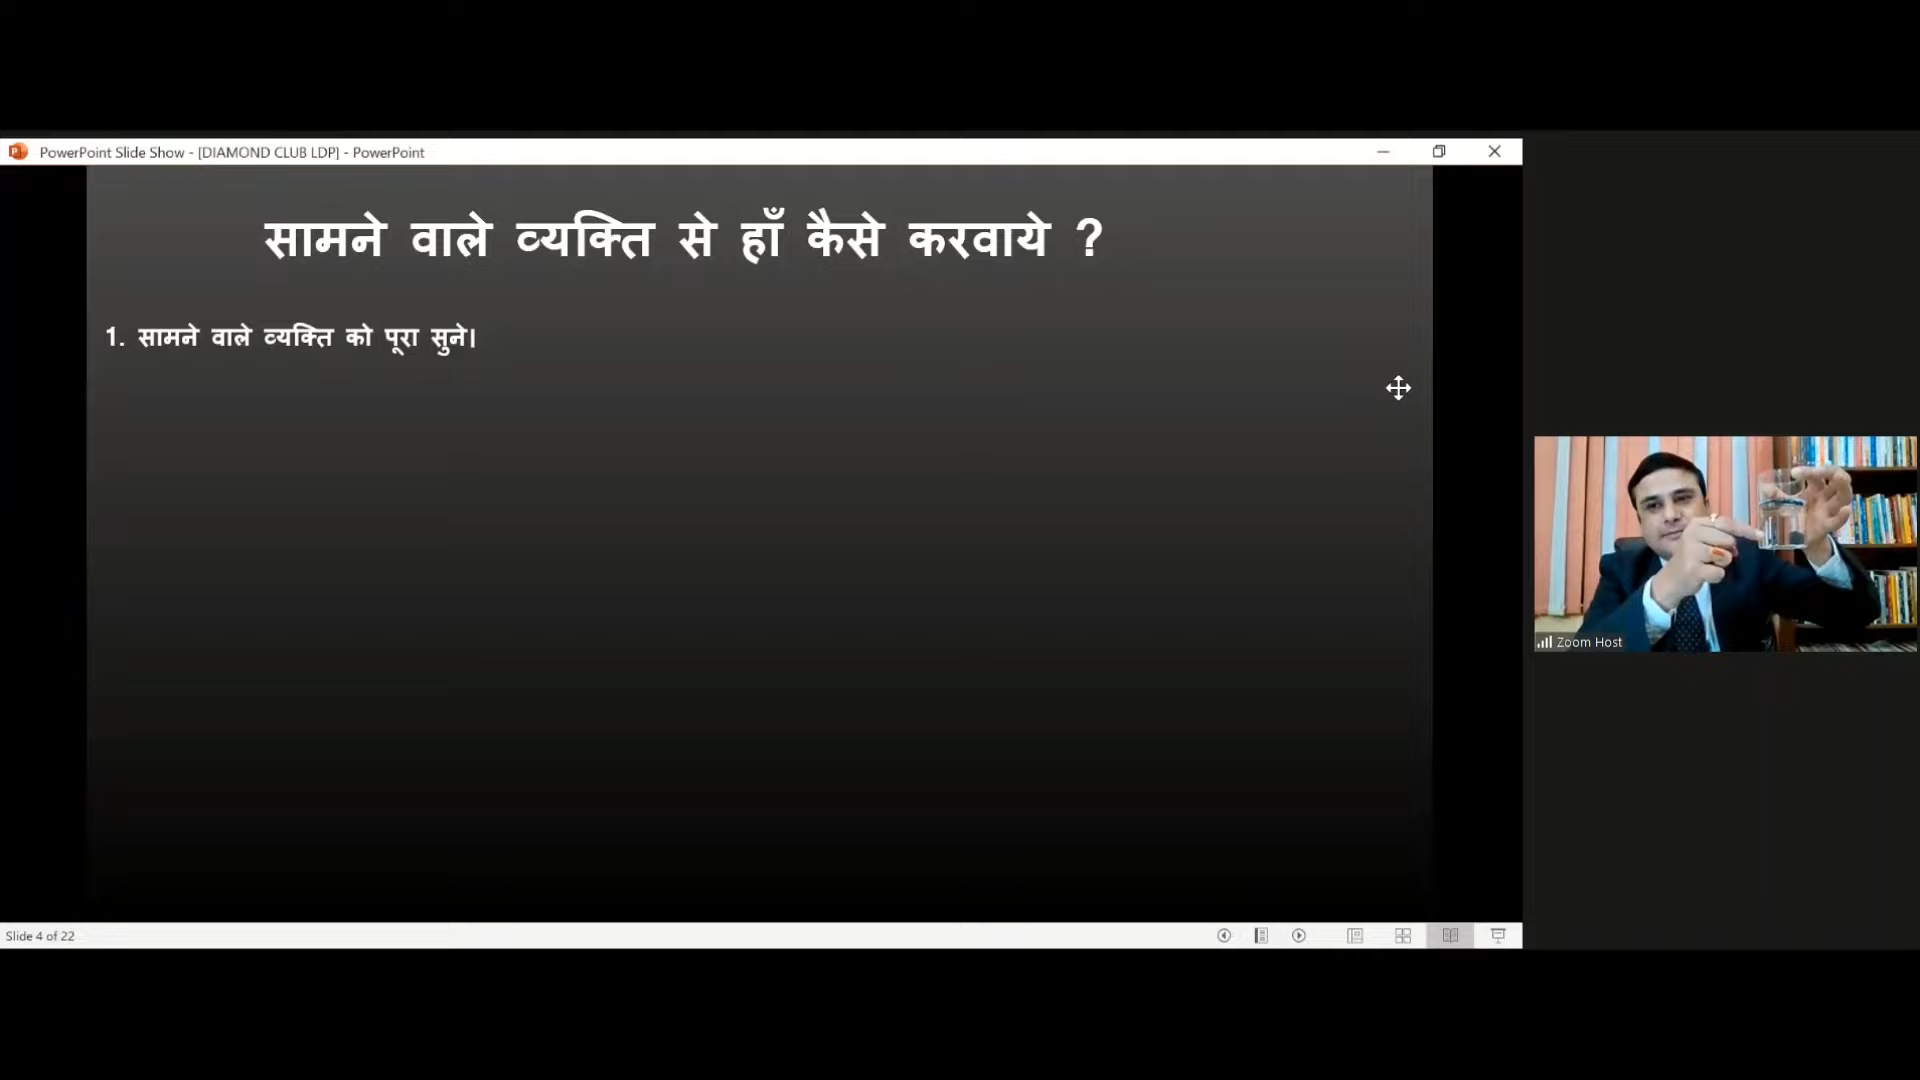 PowerPoint Slide Show - [DIAMOND CLUB LDP] - PowerPoint
सामने वाले व्यक्ति से हाँ कैसे करवाये ?
1. सामने वाले व्यक्ति को पूरा सुने।
Zoom Host
Slide 4 of 22